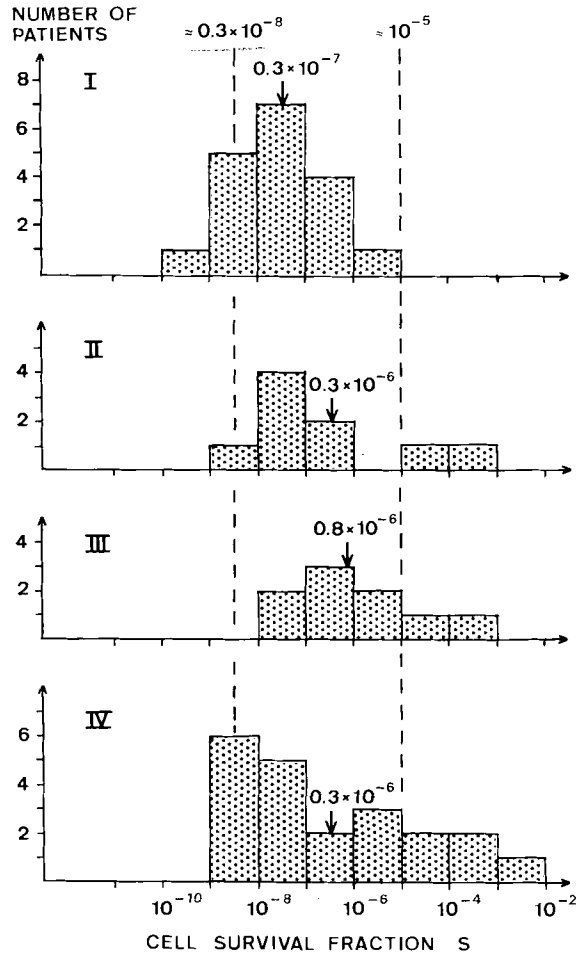 NUMBER OF
PATIENTS
≈0.3×10⁻⁸
≈10⁻⁵
I
0.3×10⁻⁷
8
6
4
2
II
0.3×10⁻⁶
4
2
III
0.8×10⁻⁶
4
2
IV
0.3×10⁻⁶
6
4
2
10⁻¹⁰ 10⁻⁸ 10⁻⁶ 10⁻⁴ 10⁻²
CELL SURVIVAL FRACTION S